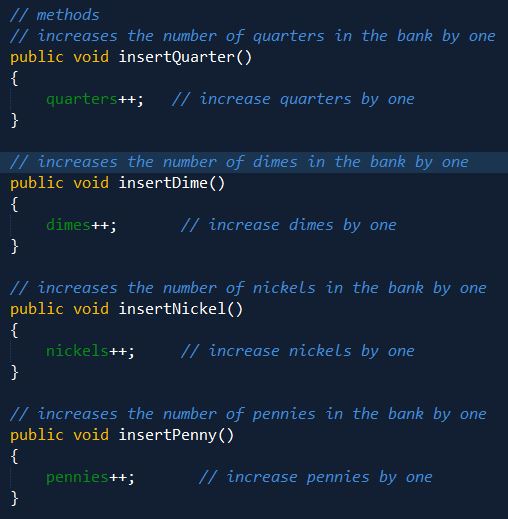 // methods
// increases the number of quarters in the bank by one
public void insertQuarter()
{
    quarters++;   // increase quarters by one
}

// increases the number of dimes in the bank by one
public void insertDime()
{
    dimes++;       // increase dimes by one
}

// increases the number of nickels in the bank by one
public void insertNickel()
{
    nickels++;     // increase nickels by one
}

// increases the number of pennies in the bank by one
public void insertPenny()
{
    pennies++;       // increase pennies by one
}